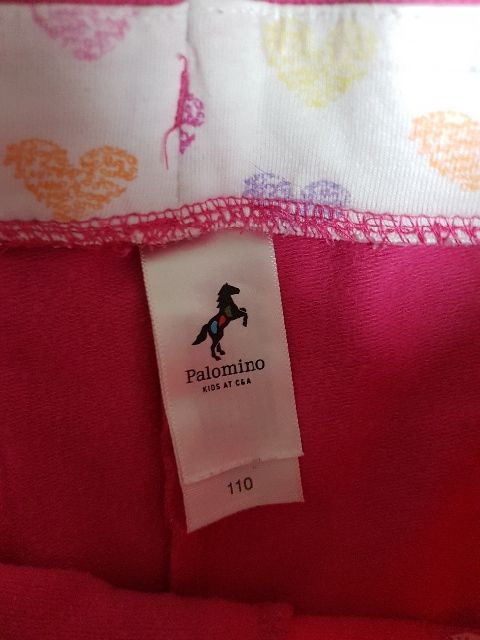 Palomino
KIDS AT C&A
110